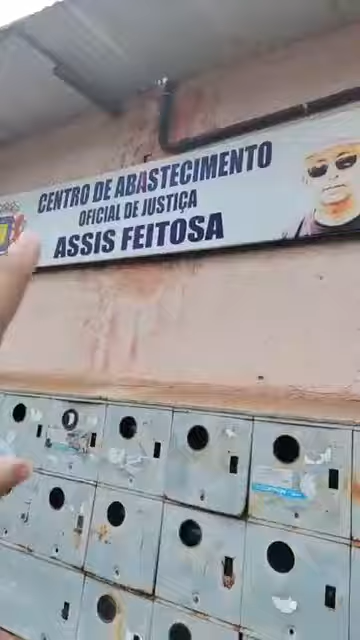 CENTRO DE ABASTECIMENTO
OFICIAL DE JUSTIÇA
ASSIS FEITOSA